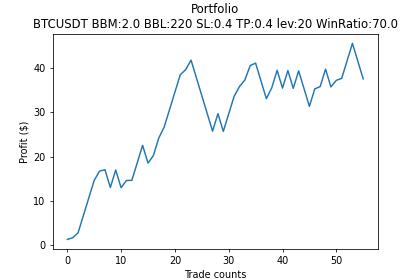 Portfolio
BTCUSDT BBM:2.0 BBL:220 SL:0.4 TP:0.4 lev:20 WinRatio:70.0
Profit ($)
40
30
20
10
0
0 10 20 30 40 50
Trade counts